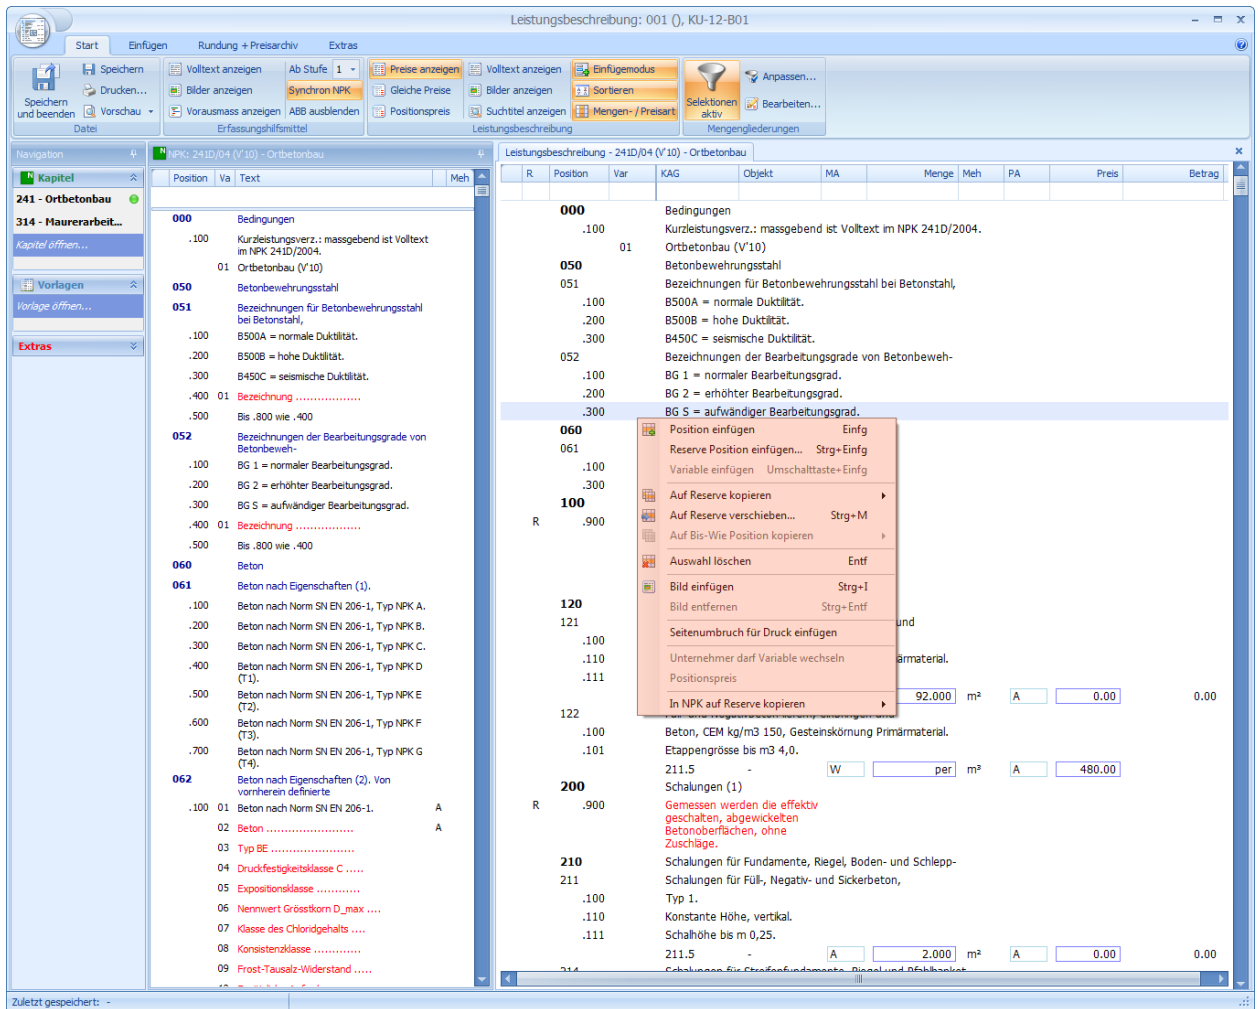 Leistungsbeschreibung: 001 (), KU-12-B01
Start Einfügen Rundung + Preisarchiv Extras
Speichern und beenden
Speichern
Drucken...
Vorschau
Datei
Volltext anzeigen
Bilder anzeigen
Vorausmass anzeigen
Ab Stufe 1
Synchron NPK
ABB ausblenden
Erfassungshilfsmittel
Preise anzeigen
Gleiche Preise
Positionspreis
Volltext anzeigen
Bilder anzeigen
Suchtitel anzeigen
Einfügemodus
Sortieren
Mengen- / Preisart
Leistungsbeschreibung
Selektionen aktiv
Anpassen...
Bearbeiten...
Mengengliederungen
Navigation
Kapitel
241 - Ortbetonbau
314 - Maurerarbeit...
Kapitel öffnen...
Vorlagen
Vorlage öffnen...
Extras
NPK: 241D/04 (V'10) - Ortbetonbau
Position Va Text Meh
000 Bedingungen
.100 Kurzleistungsverz.: massgebend ist Volltext
im NPK 241D/2004.
01 Ortbetonbau (V'10)
050 Betonbewehrungsstahl
051 Bezeichnungen für Betonbewehrungsstahl
bei Betonstahl,
.100 B500A = normale Duktilität.
.200 B500B = hohe Duktilität.
.300 B450C = seismische Duktilität.
.400 01 Bezeichnung ..................
.500 Bis .800 wie .400
052 Bezeichnungen der Bearbeitungsgrade von
Betonbeweh-
.100 BG 1 = normaler Bearbeitungsgrad.
.200 BG 2 = erhöhter Bearbeitungsgrad.
.300 BG S = aufwändiger Bearbeitungsgrad.
.400 01 Bezeichnung ..................
.500 Bis .800 wie .400
060 Beton
061 Beton nach Eigenschaften (1).
.100 Beton nach Norm SN EN 206-1, Typ NPK A.
.200 Beton nach Norm SN EN 206-1, Typ NPK B.
.300 Beton nach Norm SN EN 206-1, Typ NPK C.
.400 Beton nach Norm SN EN 206-1, Typ NPK D
(T1).
.500 Beton nach Norm SN EN 206-1, Typ NPK E
(T2).
.600 Beton nach Norm SN EN 206-1, Typ NPK F
(T3).
.700 Beton nach Norm SN EN 206-1, Typ NPK G
(T4).
062 Beton nach Eigenschaften (2). Von
vornherein definierte
.100 01 Beton nach Norm SN EN 206-1. A
02 Beton ........................ A
03 Typ BE .......................
04 Druckfestigkeitsklasse C .....
05 Expositionsklasse ............
06 Nennwert Grösstkorn D_max ....
07 Klasse des Chloridgehalts ....
08 Konsistenzklasse .............
09 Frost-Tausalz-Widerstand .....
Leistungsbeschreibung - 241D/04 (V'10) - Ortbetonbau
R Position Var KAG Objekt MA Menge Meh PA Preis Betrag
000 Bedingungen
.100 Kurzleistungsverz.: massgebend ist Volltext im NPK 241D/2004.
01 Ortbetonbau (V'10)
050 Betonbewehrungsstahl
051 Bezeichnungen für Betonbewehrungsstahl bei Betonstahl,
.100 B500A = normale Duktilität.
.200 B500B = hohe Duktilität.
.300 B450C = seismische Duktilität.
052 Bezeichnungen der Bearbeitungsgrade von Betonbeweh-
.100 BG 1 = normaler Bearbeitungsgrad.
.200 BG 2 = erhöhter Bearbeitungsgrad.
.300 BG S = aufwändiger Bearbeitungsgrad.
060
061
.100
.300
100
R .900
120
121 und
.100
.110 ärmaterial.
.111
92.000 m² A 0.00 0.00
Position einfügen Einfg
Reserve Position einfügen... Strg+Einfg
Variable einfügen Umschalttaste+Einfg
Auf Reserve kopieren
Auf Reserve verschieben... Strg+M
Auf Bis-Wie Position kopieren
Auswahl löschen Entf
Bild einfügen Strg+I
Bild entfernen Strg+Entf
Seitenumbruch für Druck einfügen
Unternehmer darf Variable wechseln
Positionspreis
In NPK auf Reserve kopieren
122 Füll- und Negativbeton liefern, einbringen und
.100 Beton, CEM kg/m3 150, Gesteinskörnung Primärmaterial.
.101 Etappengrösse bis m3 4,0.
211.5 - W per m² A 480.00
200 Schalungen (1)
R .900 Gemessen werden die effektiv
geschalten, abgewickelten
Betonoberflächen, ohne
Zuschläge.
210 Schalungen für Fundamente, Riegel, Boden- und Schlepp-
211 Schalungen für Füll-, Negativ- und Sickerbeton,
.100 Typ 1.
.110 Konstante Höhe, vertikal.
.111 Schalhöhe bis m 0,25.
211.5 - A 2.000 m² A 0.00 0.00
214 Schalungen für Streifenfundamente, Riegel und Pfahlbanket
Zuletzt gespeichert: -